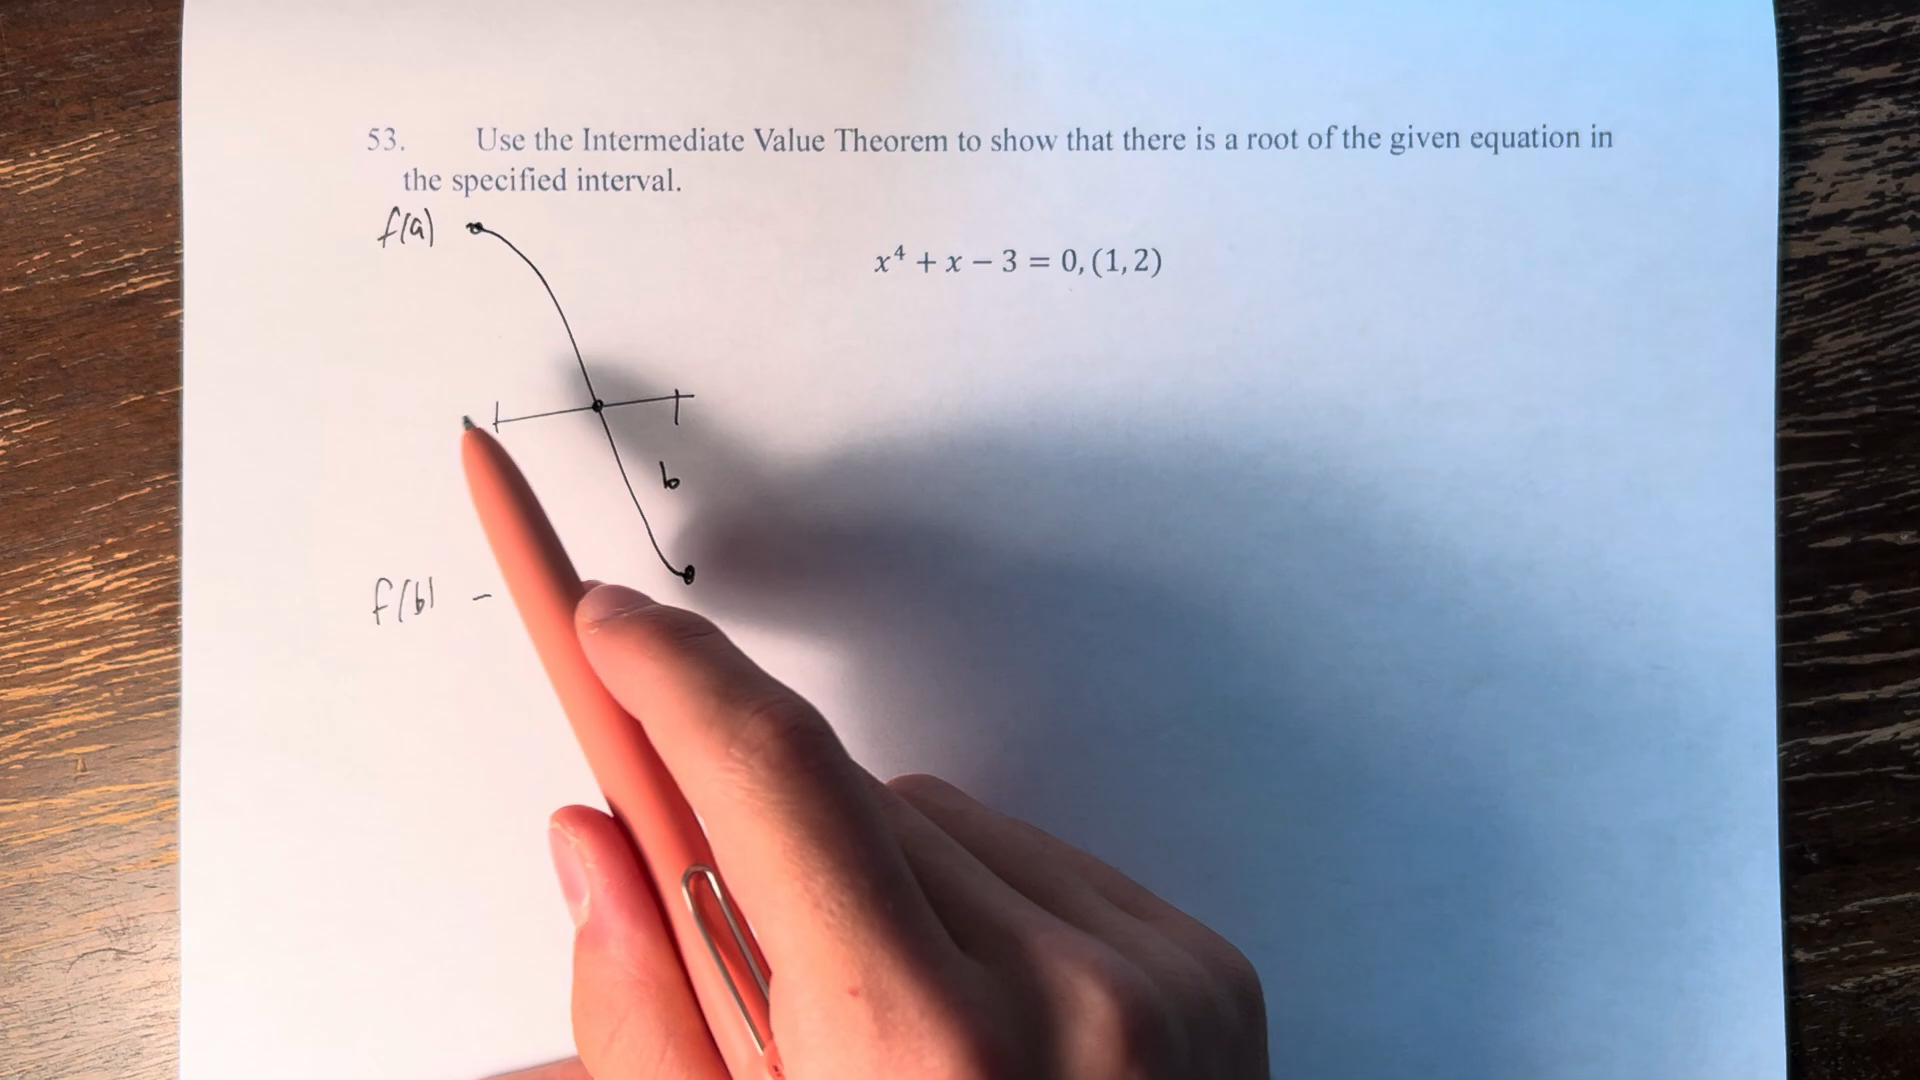 53. Use the Intermediate Value Theorem to show that there is a root of the given equation in
the specified interval.
f(a)
x⁴ + x − 3 = 0, (1, 2)
b
f(b) -